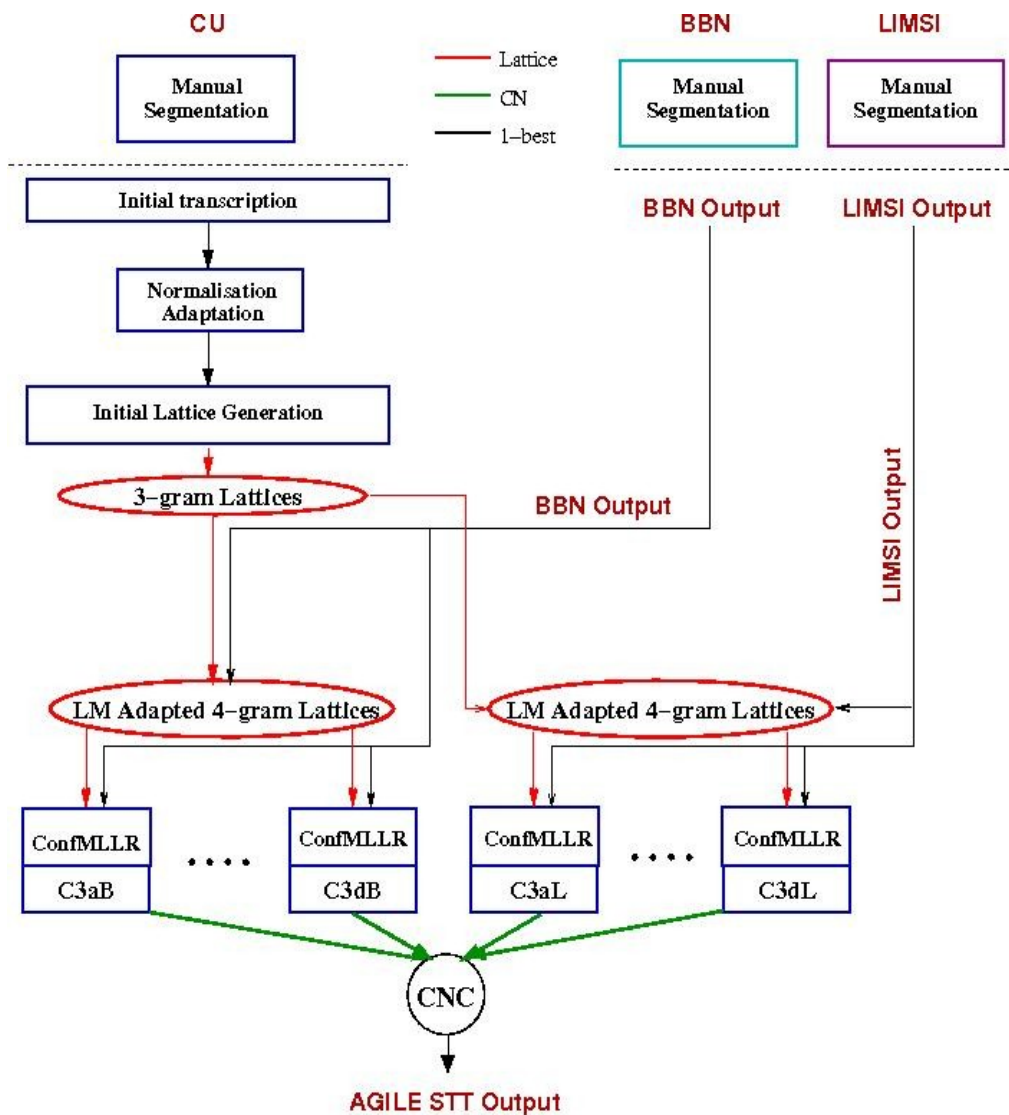 CU
BBN
LIMSI
Manual
Segmentation
Lattice
CN
1-best
Manual
Segmentation
Manual
Segmentation
Initial transcription
BBN Output
LIMSI Output
Normalisation
Adaptation
Initial Lattice Generation
3-gram Lattices
BBN Output
LIMSI Output
LM Adapted 4-gram Lattices
LM Adapted 4-gram Lattices
ConfMLLR
C3aB
. . . .
ConfMLLR
C3dB
ConfMLLR
C3aL
. . . .
ConfMLLR
C3dL
CNC
AGILE STT Output